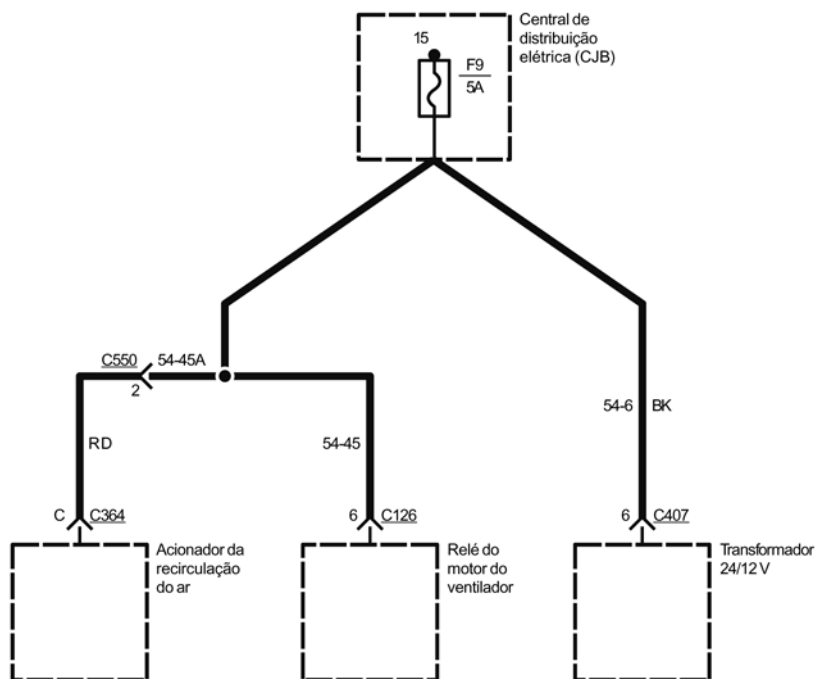 Central de
distribuição
elétrica (CJB)
15
F9
5A
C550
54-45A
2
RD
54-45
54-6
BK
C
C364
6
C126
6
C407
Acionador da
recirculação
do ar
Relé do
motor do
ventilador
Transformador
24/12 V